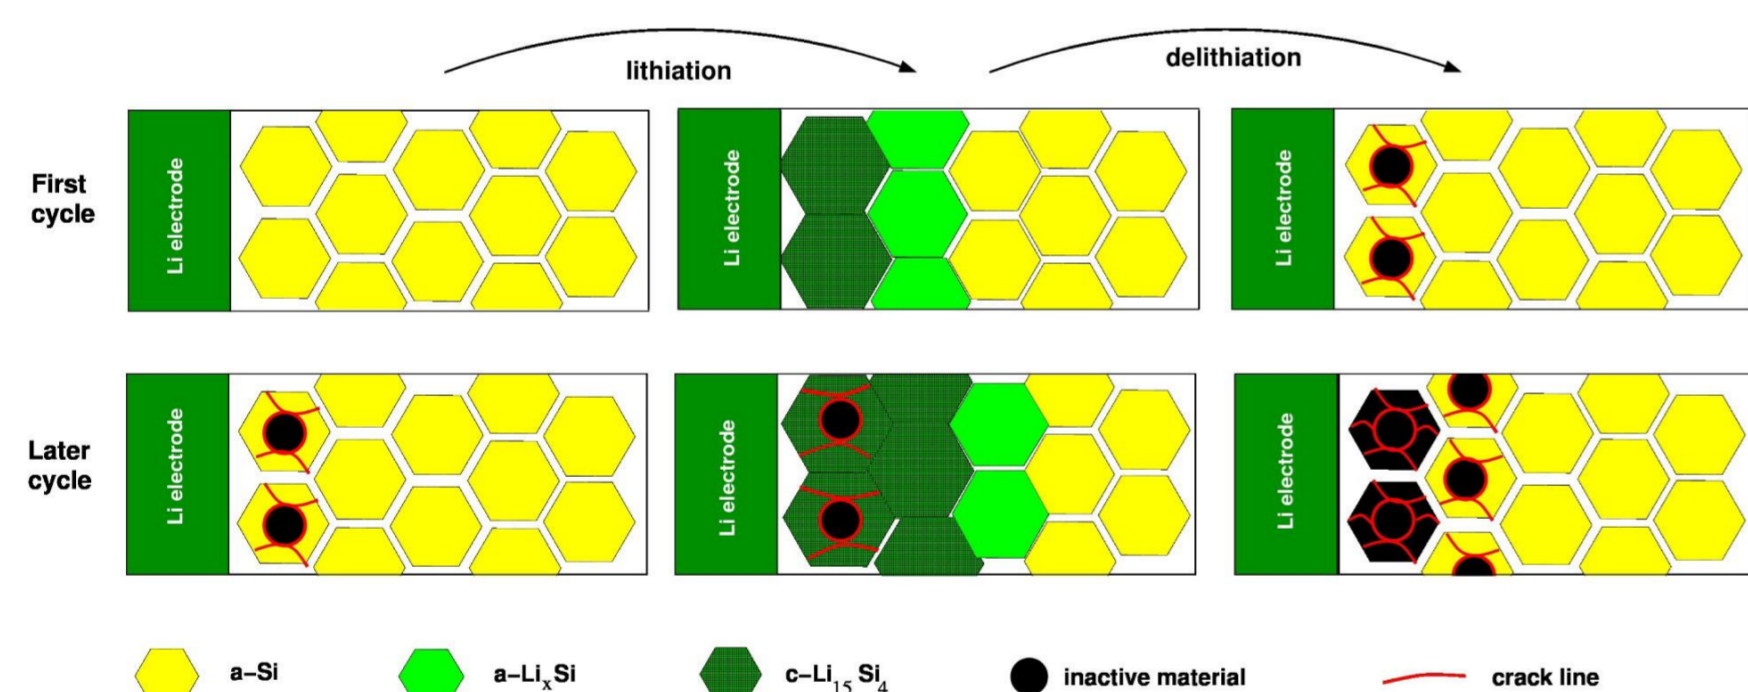 lithiation
delithiation
First
cycle
Li electrode
Li electrode
Li electrode
Later
cycle
Li electrode
Li electrode
Li electrode
a-Si
a-LixSi
c-Li15Si4
inactive material
crack line